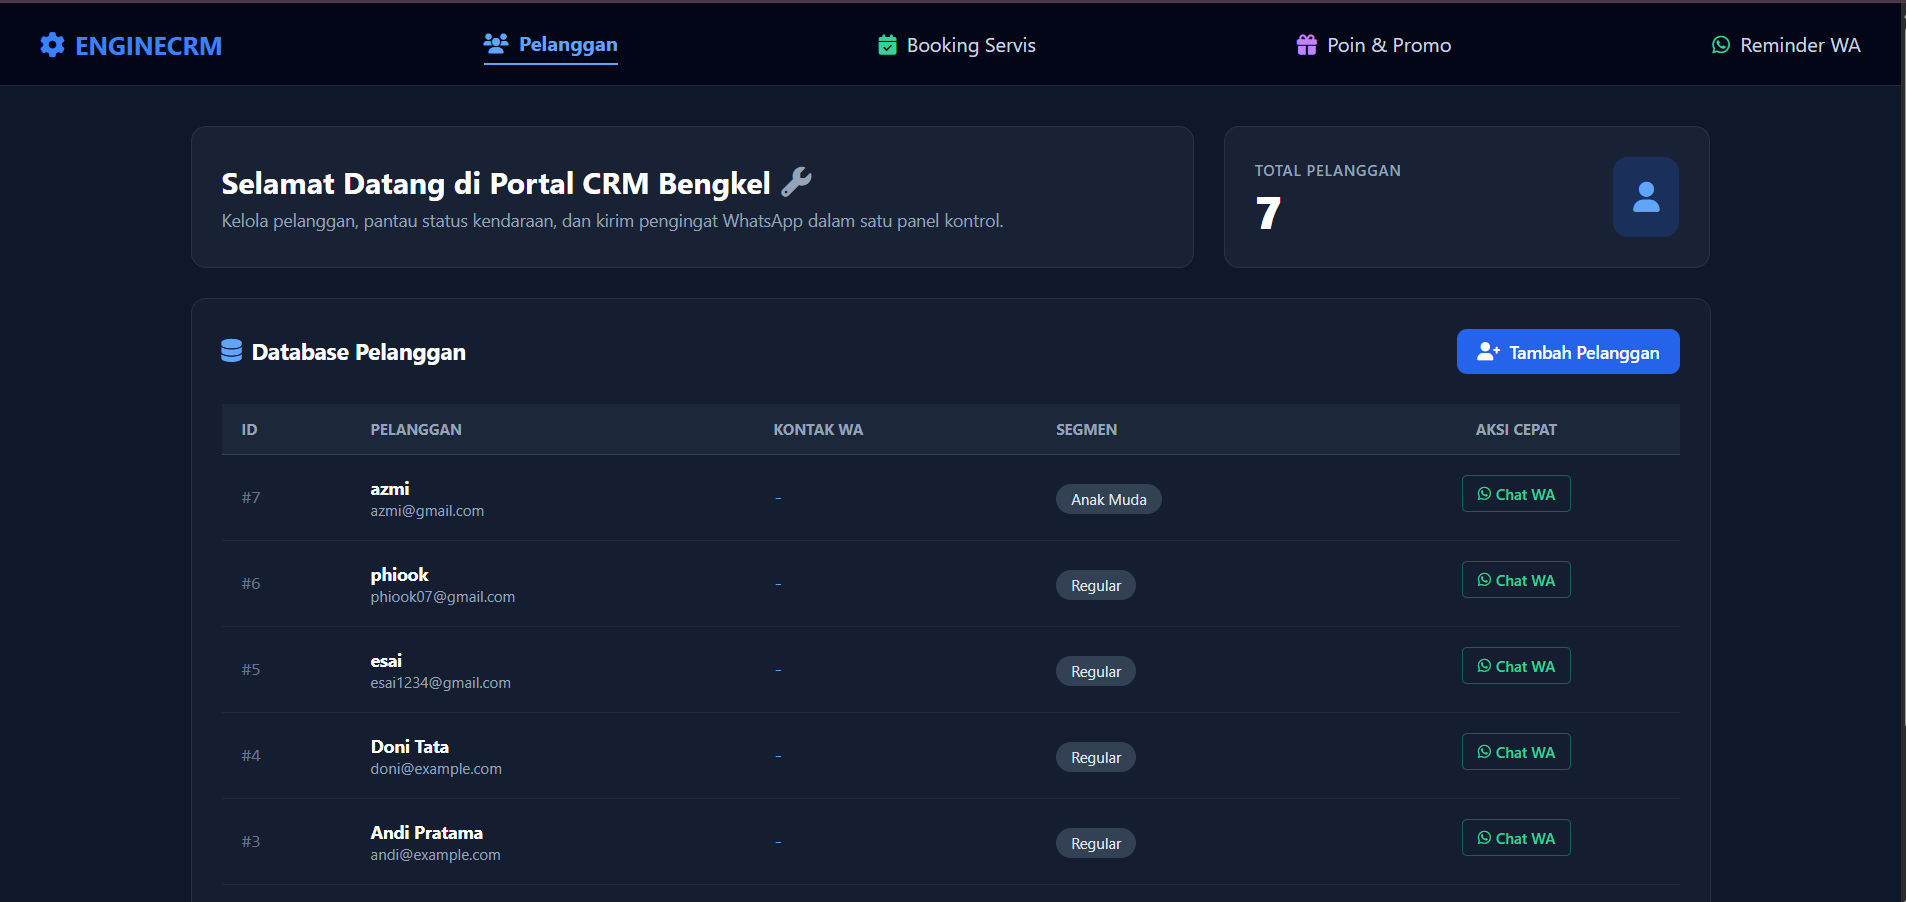 ENGINECRM
Pelanggan
Booking Servis
Poin & Promo
Reminder WA
Selamat Datang di Portal CRM Bengkel
Kelola pelanggan, pantau status kendaraan, dan kirim pengingat WhatsApp dalam satu panel kontrol.
TOTAL PELANGGAN
7
Database Pelanggan
Tambah Pelanggan
ID PELANGGAN KONTAK WA SEGMEN AKSI CEPAT
#7 azmi - Anak Muda Chat WA
azmi@gmail.com
#6 phiook - Regular Chat WA
phiook07@gmail.com
#5 esai - Regular Chat WA
esai1234@gmail.com
#4 Doni Tata - Regular Chat WA
doni@example.com
#3 Andi Pratama - Regular Chat WA
andi@example.com